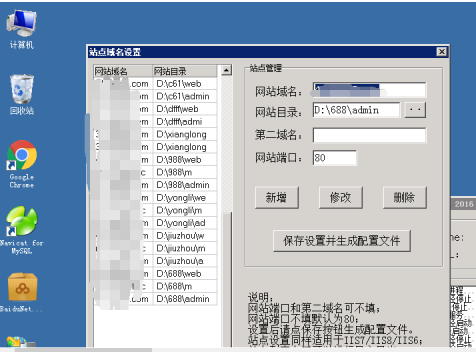 计算机
回收站
Google
Chrome
Navicat for
MySQL
BaiduNet...
站点域名设置
网站域名 网站目录
.com D:\c61\web
om D:\c61\admin
om D:\dfff\web
m D:\dfff\admi
m D:\xianglong
m D:\xianglong
m D:\988\web
c D:\988\m
m D:\988\admin
m D:\yongli\we
c D:\yongli\m
m D:\yongli\ad
om D:\jiuzhou\w
m D:\jiuzhou\m
m D:\jiuzhou\a
m D:\688\web
c D:\688\m
om D:\688\admin
站点管理
网站域名:
网站目录: D:\688\admin ..
第二域名:
网站端口: 80
新增 修改 删除
保存设置并生成配置文件
说明:
网站端口和第二域名可不填;
网站端口不填默认为80;
设置后请点保存按钮生成配置文件。
站点设置同样适用于IIS7/IIS8/IIS6;
2016
me:
L: